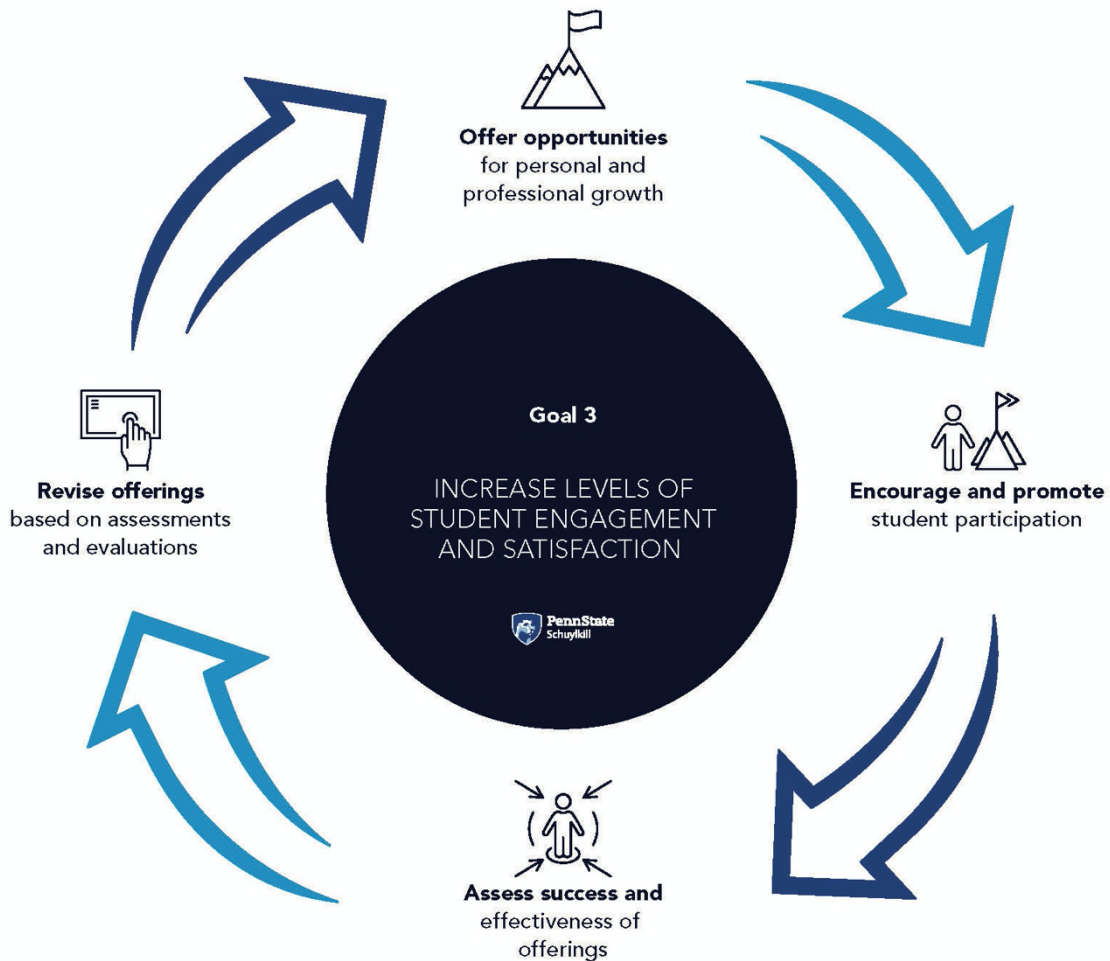 Offer opportunities
for personal and
professional growth
Goal 3
INCREASE LEVELS OF
STUDENT ENGAGEMENT
AND SATISFACTION
PennState
Schuylkill
Encourage and promote
student participation
Assess success and
effectiveness of
offerings
Revise offerings
based on assessments
and evaluations